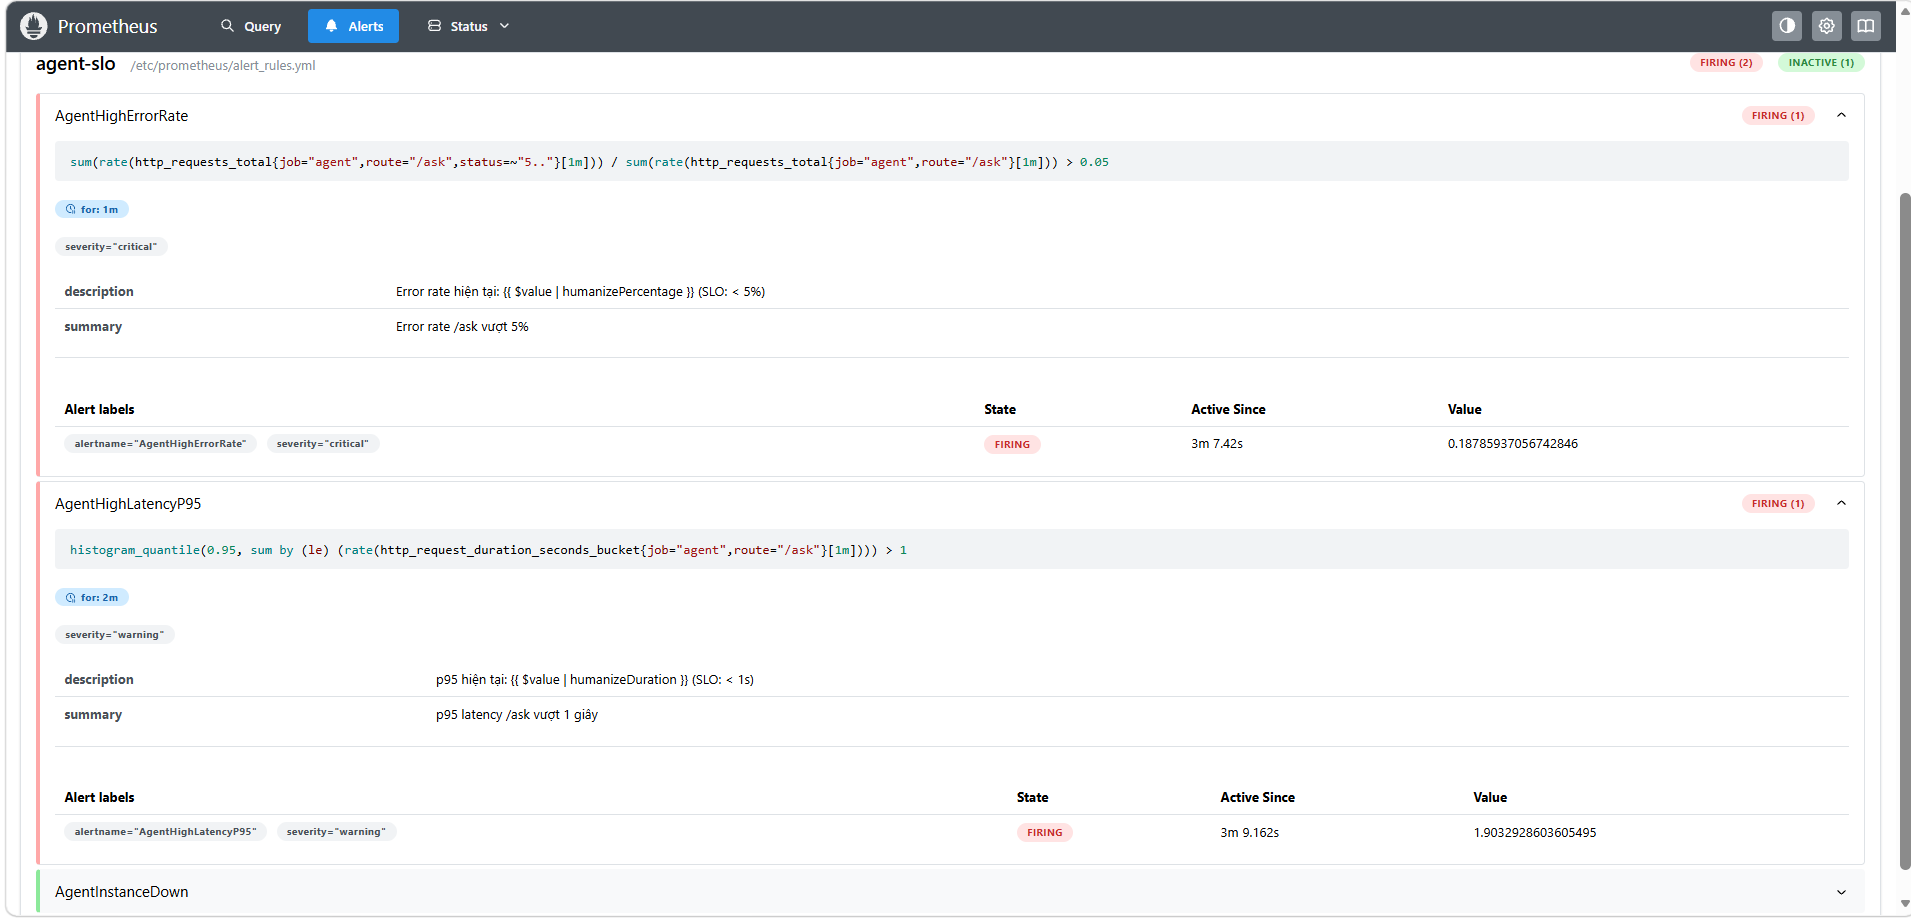 Prometheus Query Alerts Status
agent-slo /etc/prometheus/alert_rules.yml FIRING (2) INACTIVE (1)
AgentHighErrorRate FIRING (1)
sum(rate(http_requests_total{job="agent",route="/ask",status=~"5.."}[1m])) / sum(rate(http_requests_total{job="agent",route="/ask"}[1m])) > 0.05
for: 1m
severity="critical"
description Error rate hiện tại: {{ $value | humanizePercentage }} (SLO: < 5%)
summary Error rate /ask vượt 5%
Alert labels State Active Since Value
alertname="AgentHighErrorRate" severity="critical" FIRING 3m 7.42s 0.18785937056742846
AgentHighLatencyP95 FIRING (1)
histogram_quantile(0.95, sum by (le) (rate(http_request_duration_seconds_bucket{job="agent",route="/ask"}[1m]))) > 1
for: 2m
severity="warning"
description p95 hiện tại: {{ $value | humanizeDuration }} (SLO: < 1s)
summary p95 latency /ask vượt 1 giây
Alert labels State Active Since Value
alertname="AgentHighLatencyP95" severity="warning" FIRING 3m 9.162s 1.9032928603605495
AgentInstanceDown